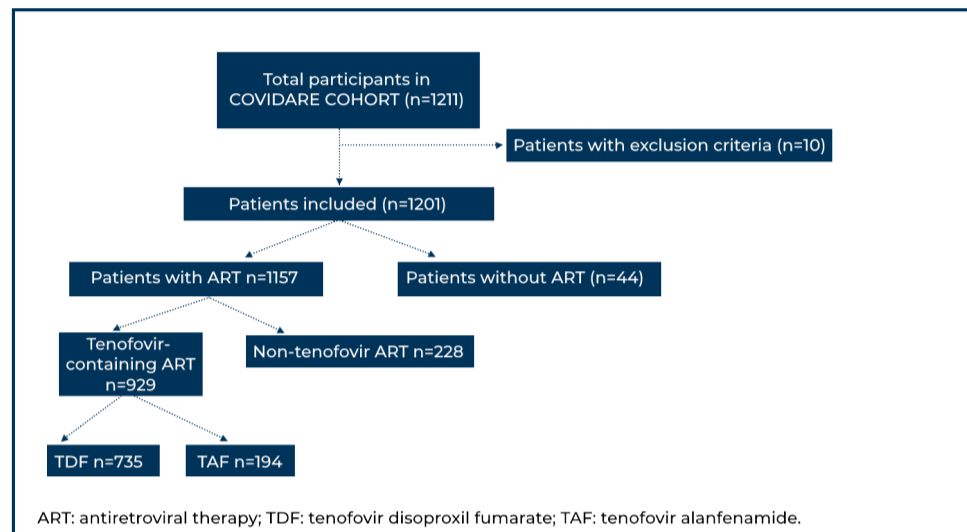 Total participants in
COVIDARE COHORT (n=1211)
Patients with exclusion criteria (n=10)
Patients included (n=1201)
Patients with ART n=1157
Patients without ART (n=44)
Tenofovir-
containing ART
n=929
Non-tenofovir ART n=228
TDF n=735
TAF n=194
ART: antiretroviral therapy; TDF: tenofovir disoproxil fumarate; TAF: tenofovir alanfenamide.